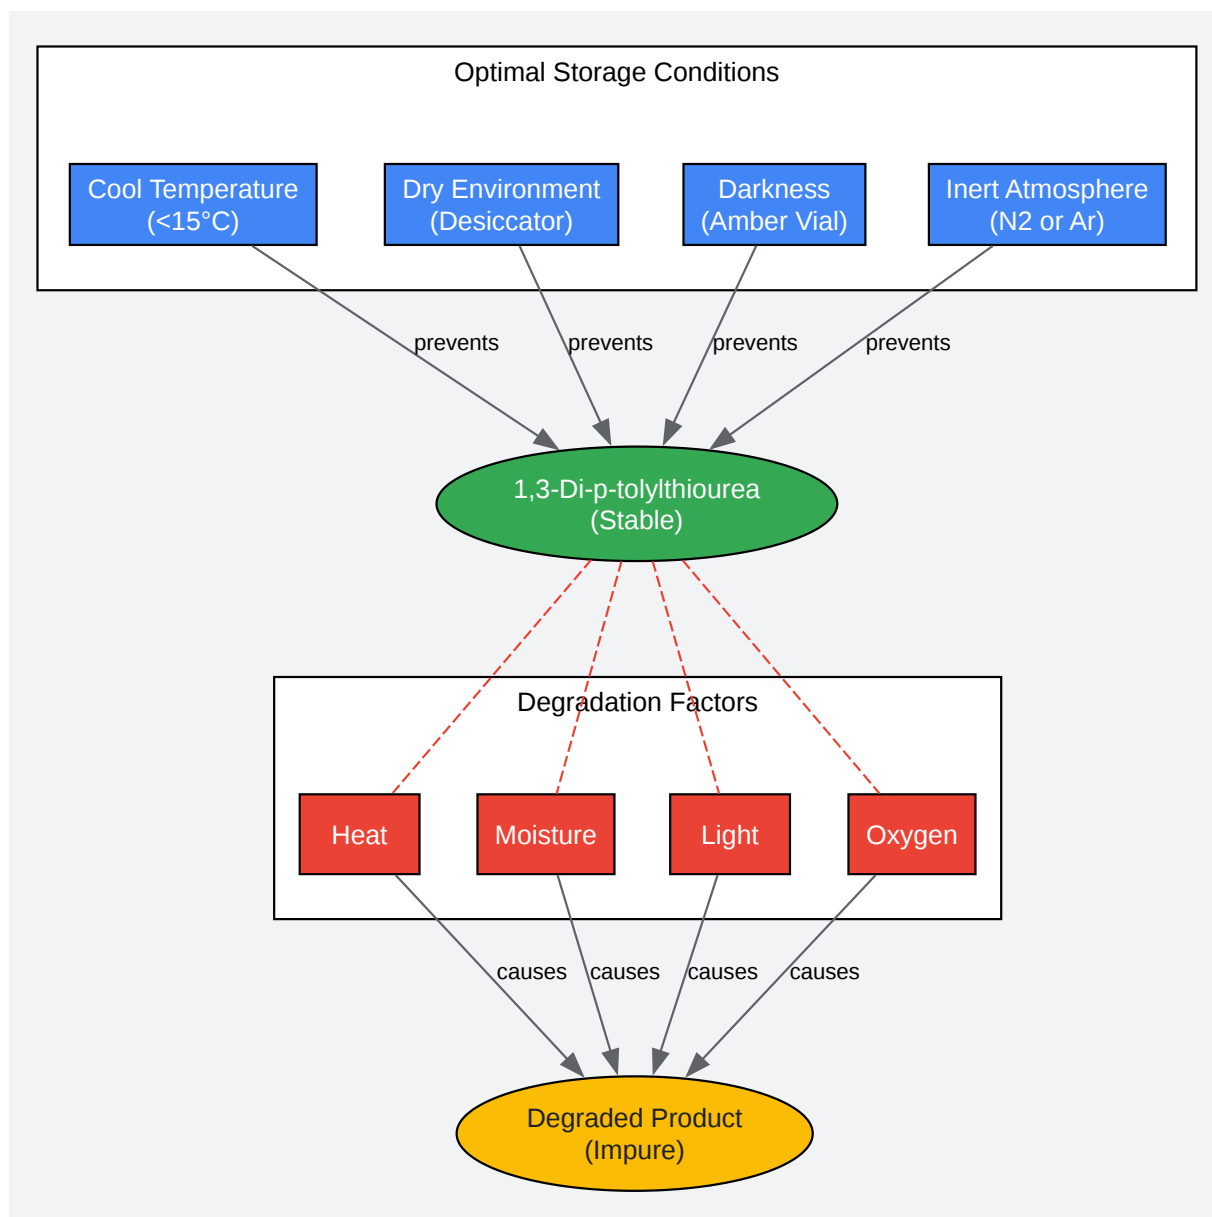 Optimal Storage Conditions
Cool Temperature
(<15°C)
Dry Environment
(Desiccator)
Darkness
(Amber Vial)
Inert Atmosphere
(N2 or Ar)
prevents
prevents
prevents
prevents
1,3-Di-p-tolylthiourea
(Stable)
Degradation Factors
Heat
Moisture
Light
Oxygen
causes
causes
causes
causes
Degraded Product
(Impure)